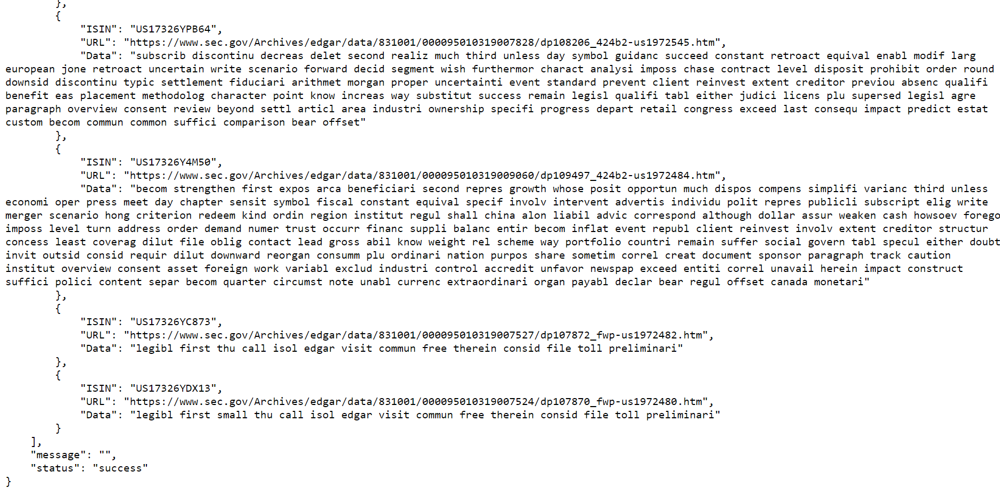 },
{
"ISIN": "US17326YPB64",
"URL": "https://www.sec.gov/Archives/edgar/data/831001/000095010319007828/dp108206_424b2-us1972545.htm",
"Data": "subscrib discontinu decreas delet second realiz much third unless day symbol guidanc succeed constant retroact equival enabl modif larg
european jone retroact uncertain write scenario forward decid segment wish furthermor charact analysi imposs chase contract level disposit prohibit order round
downsid discontinu typic settlement fiduciari arithmet morgan proper uncertainti event standard prevent client reinvest extent creditor previou absenc qualifi
benefit eas placement methodolog character point know increas way substitut success remain legisl qualifi tabl either judici licens plu supersed legisl agre
paragraph overview consent review beyond settl articl area industri ownership specifi progress depart retail congress exceed last consequ impact predict estat
custom becom commun common suffici comparison bear offset"
},
{
"ISIN": "US17326Y4M50",
"URL": "https://www.sec.gov/Archives/edgar/data/831001/000095010319009060/dp109497_424b2-us1972484.htm",
"Data": "becom strengthen first expos arca beneficiari second repres growth whose posit opportun much dispos compens simplifi varianc third unless
economi oper press meet day chapter sensit symbol fiscal constant equival specif involv intervent advertis individu polit repres publicli subscript elig write
merger scenario hong criterion redeem kind ordin region institut regul shall china alon liabil advic correspond although dollar assur weaken cash howsoev forego
imposs level turn address order demand numer trust occurr financ suppli balanc entir becom inflat event republ client reinvest involv extent creditor structur
concess least coverag dilut file oblig contact lead gross abil know weight rel scheme way portfolio countri remain suffer social govern tabl specul either doubt
invit outsid consid requir dilut downward reorgan consumm plu ordinari nation purpos share sometim correl creat document sponsor paragraph track caution
institut overview consent asset foreign work variabl exclud industri control accredit unfavor newspap exceed entiti correl unavail herein impact construct
suffici polici content separ becom quarter circumst note unabl currenc extraordinari organ payabl declar bear regul offset canada monetari"
},
{
"ISIN": "US17326YC873",
"URL": "https://www.sec.gov/Archives/edgar/data/831001/000095010319007527/dp107872_fwp-us1972482.htm",
"Data": "legibl first thu call isol edgar visit commun free therein consid file toll preliminari"
},
{
"ISIN": "US17326YDX13",
"URL": "https://www.sec.gov/Archives/edgar/data/831001/000095010319007524/dp107870_fwp-us1972480.htm",
"Data": "legibl first small thu call isol edgar visit commun free therein consid file toll preliminari"
}
],
"message": "",
"status": "success"
}